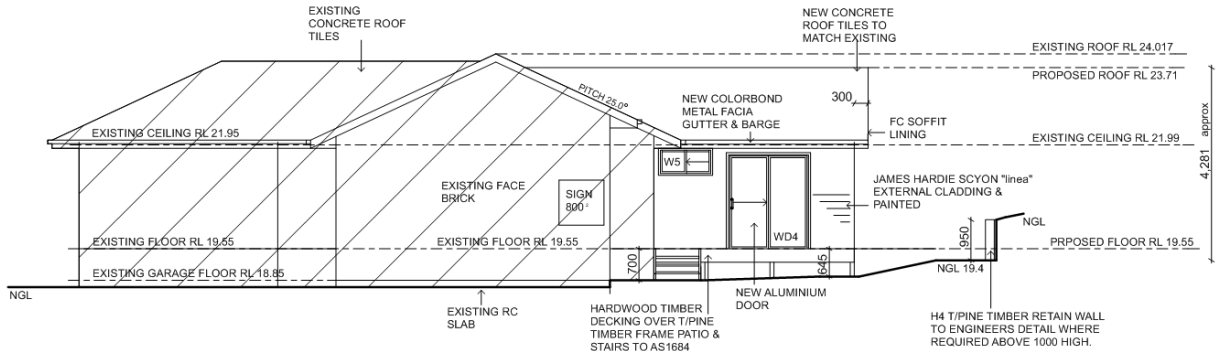 EXISTING
CONCRETE ROOF
TILES
NEW CONCRETE
ROOF TILES TO
MATCH EXISTING
EXISTING ROOF RL 24.017
PROPOSED ROOF RL 23.71
PITCH 25.0°
NEW COLORBOND
METAL FACIA
GUTTER & BARGE
300
FC SOFFIT
LINING
EXISTING CEILING RL 21.95
EXISTING CEILING RL 21.99
4,281 approx
W5
EXISTING FACE
BRICK
SIGN
800²
JAMES HARDIE SCYON "linea"
EXTERNAL CLADDING &
PAINTED
WD4
950
NGL
EXISTING FLOOR RL 19.55
EXISTING FLOOR RL 19.55
PRPOSED FLOOR RL 19.55
700
645
NGL 19.4
EXISTING GARAGE FLOOR RL 18.85
NGL
EXISTING RC
SLAB
HARDWOOD TIMBER
DECKING OVER T/PINE
TIMBER FRAME PATIO &
STAIRS TO AS1684
NEW ALUMINIUM
DOOR
H4 T/PINE TIMBER RETAIN WALL
TO ENGINEERS DETAIL WHERE
REQUIRED ABOVE 1000 HIGH.